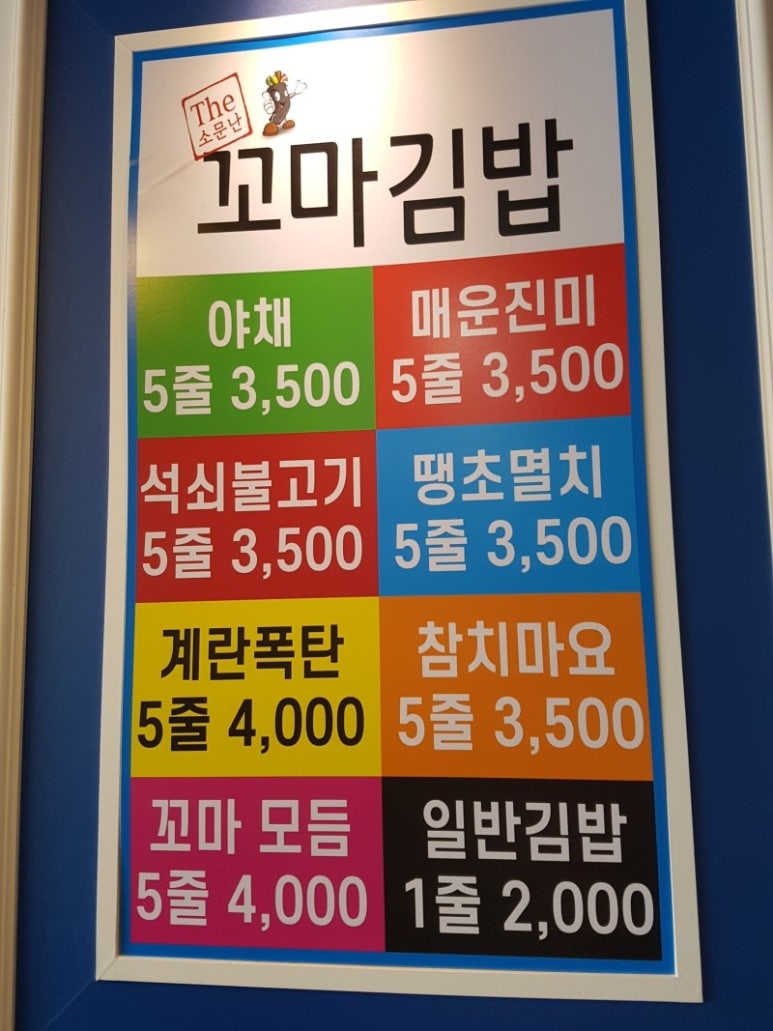 The
소문난
꼬마김밥
야채
5줄 3,500
매운진미
5줄 3,500
석쇠불고기
5줄 3,500
땡초멸치
5줄 3,500
계란폭탄
5줄 4,000
참치마요
5줄 3,500
꼬마 모듬
5줄 4,000
일반김밥
1줄 2,000